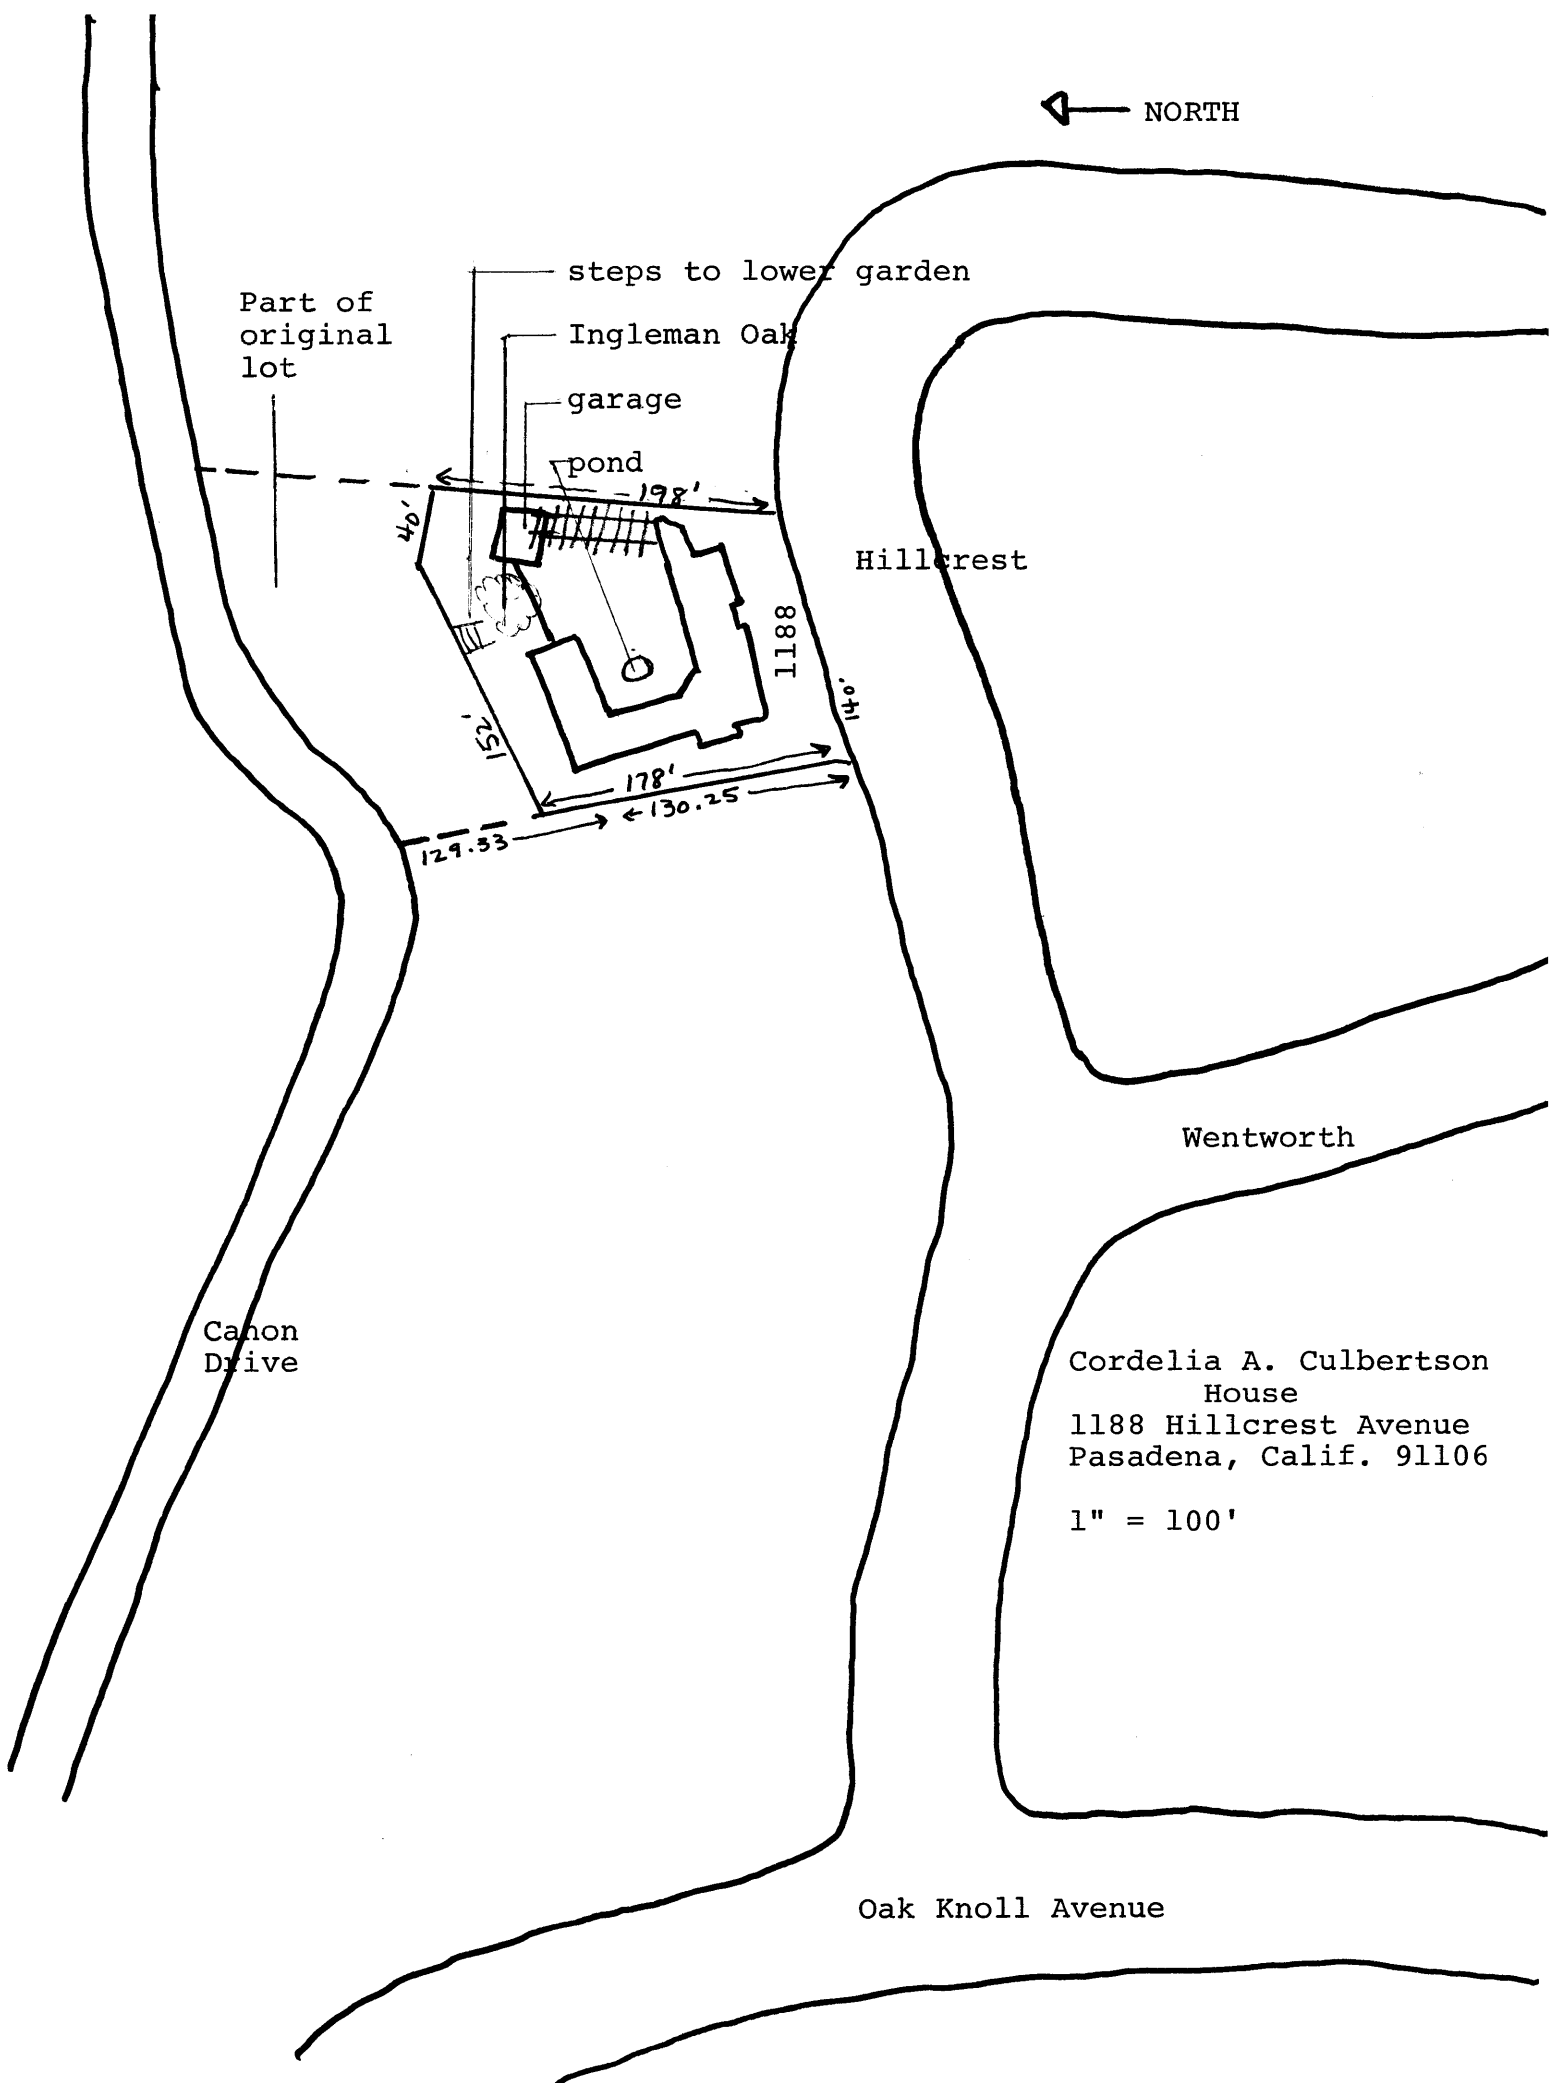 NORTH
steps to lower garden
Part of
original
lot
Ingleman Oak
garage
pond
198'
40'
Hillcrest
1188
140'
152'
178'
130.25
129.33
Wentworth
Canon
Drive
Cordelia A. Culbertson
House
1188 Hillcrest Avenue
Pasadena, Calif. 91106
1" = 100'
Oak Knoll Avenue